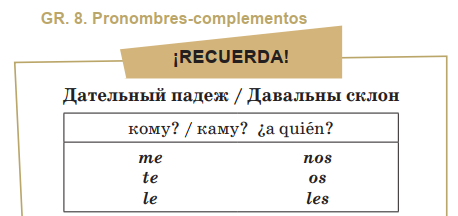 GR. 8. Pronombres-complementos
¡RECUERDA!
Дательный падеж / Давальны склон
кому? / каму? ¿a quién?
me nos
te os
le les